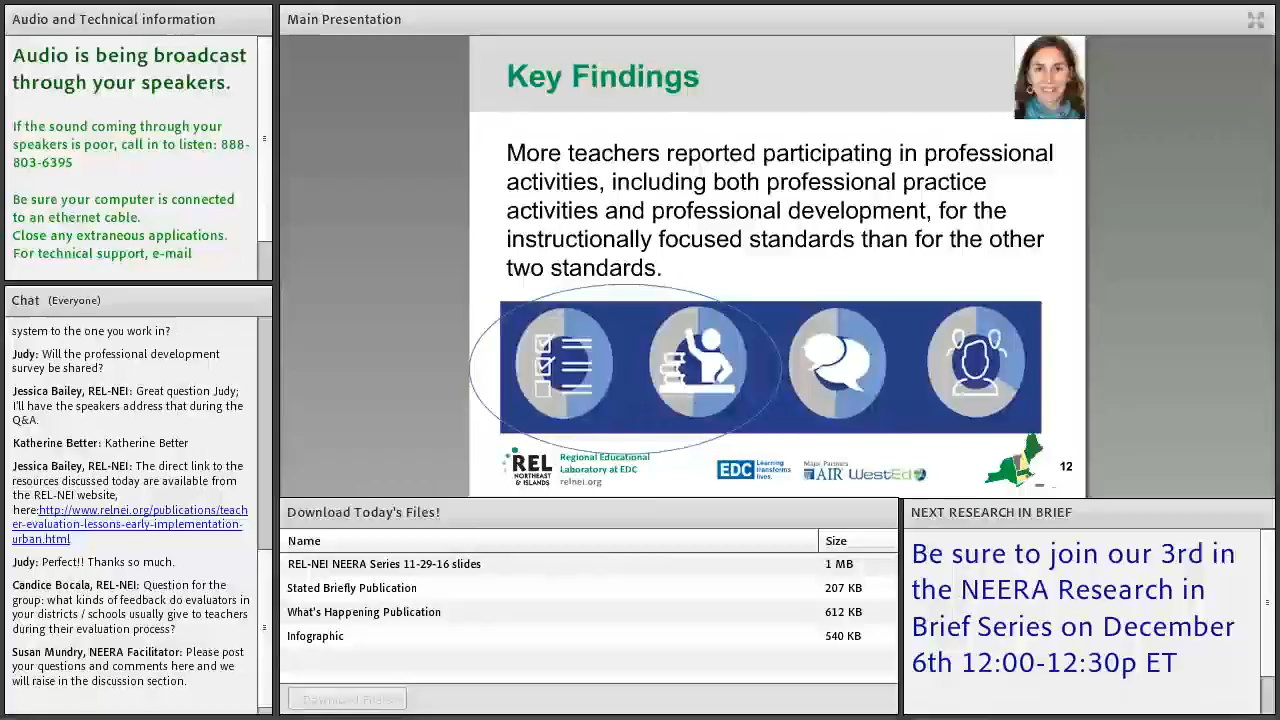 Audio and Technical information
Audio is being broadcast
through your speakers.
If the sound coming through your
speakers is poor, call in to listen: 888-
803-6395
Be sure your computer is connected
to an ethernet cable.
Close any extraneous applications.
For technical support, e-mail
Chat (Everyone)
system to the one you work in?
Judy: Will the professional development
survey be shared?
Jessica Bailey, REL-NEI: Great question Judy;
I'll have the speakers address that during the
Q&A.
Katherine Better: Katherine Better
Jessica Bailey, REL-NEI: The direct link to the
resources discussed today are available from
the REL-NEI website,
here:http://www.relnei.org/publications/teach
er-evaluation-lessons-early-implementation-
urban.html
Judy: Perfect!! Thanks so much.
Candice Bocala, REL-NEI: Question for the
group: what kinds of feedback do evaluators in
your districts / schools usually give to teachers
during their evaluation process?
Susan Mundry, NEERA Facilitator: Please post
your questions and comments here and we
will raise in the discussion section.
Main Presentation
Key Findings
More teachers reported participating in professional
activities, including both professional practice
activities and professional development, for the
instructionally focused standards than for the other
two standards.
REL
NORTHEAST
& ISLANDS
Regional Educational
Laboratory at EDC
relnei.org
EDC Learning
transforms
lives.
Major Partners
AIR WestEd
12
Download Today's Files!
Name Size
REL-NEI NEERA Series 11-29-16 slides 1 MB
Stated Briefly Publication 207 KB
What's Happening Publication 612 KB
Infographic 540 KB
Download File(s)
NEXT RESEARCH IN BRIEF
Be sure to join our 3rd in
the NEERA Research in
Brief Series on December
6th 12:00-12:30p ET